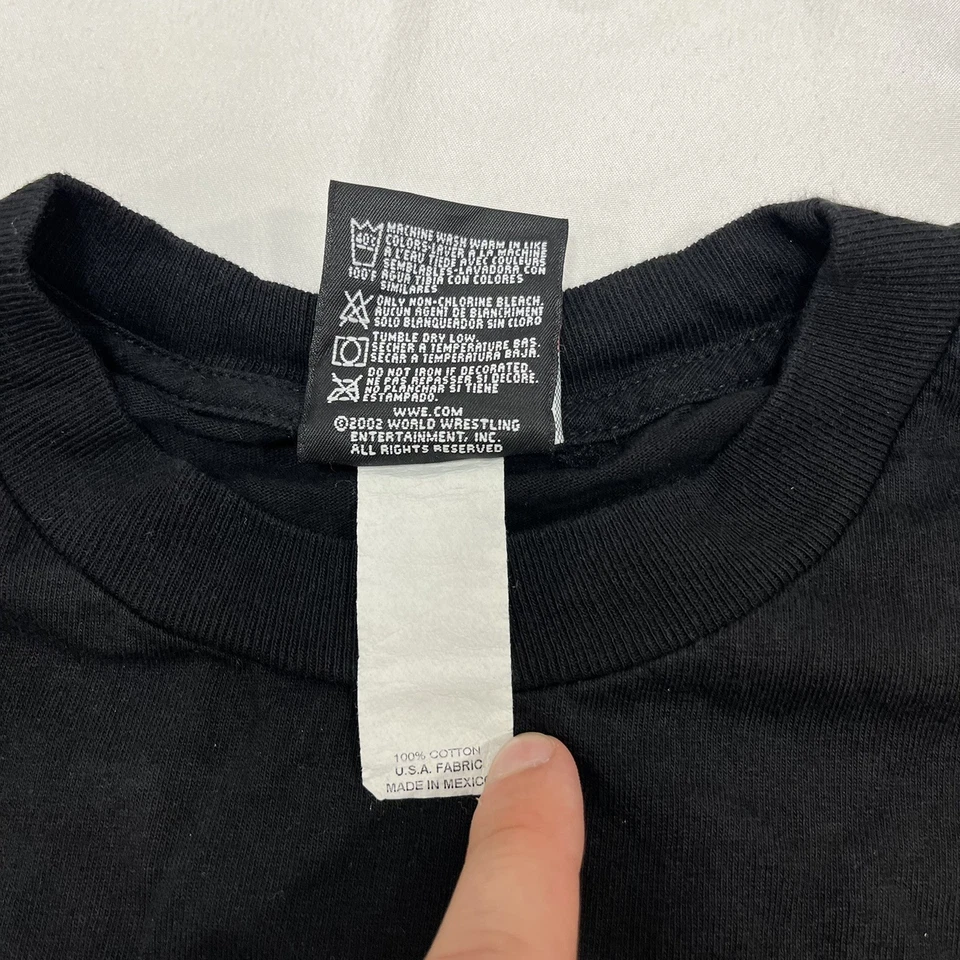 40°C
100°F
MACHINE WASH WARM IN LIKE
COLORS-LAVER A LA MACHINE
A L'EAU TIEDE AVEC COULEURS
SEMBLABLES-LAVADORA CON
AGUA TIBIA CON COLORES
SIMILARES
ONLY NON-CHLORINE BLEACH.
AUCUN AGENT DE BLANCHIMENT
SOLO BLANQUEADOR SIN CLORO
TUMBLE DRY LOW.
SECHER A TEMPERATURE BAS.
SECAR A TEMPERATURA BAJA.
DO NOT IRON IF DECORATED.
NE PAS REPASSER SI DECORE.
NO PLANCHAR SI TIENE
ESTAMPADO.
WWE.COM
©2002 WORLD WRESTLING
ENTERTAINMENT, INC.
ALL RIGHTS RESERVED
100% COTTON
U.S.A. FABRIC
MADE IN MEXICO